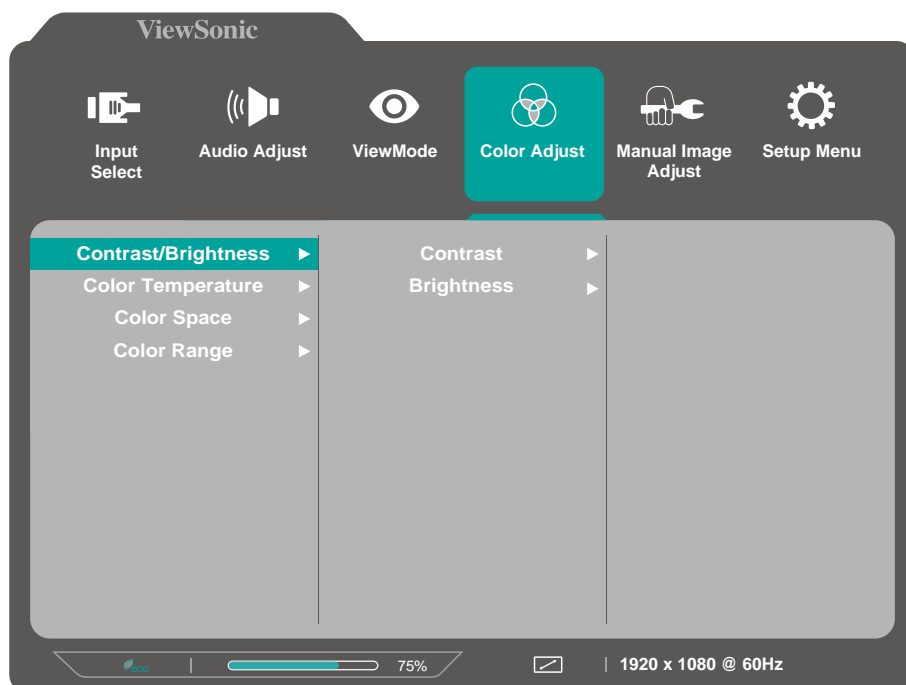 ViewSonic
Input Select
Audio Adjust
ViewMode
Color Adjust
Manual Image Adjust
Setup Menu
Contrast/Brightness
Color Temperature
Color Space
Color Range
Contrast
Brightness
eco
75%
1920 x 1080 @ 60Hz